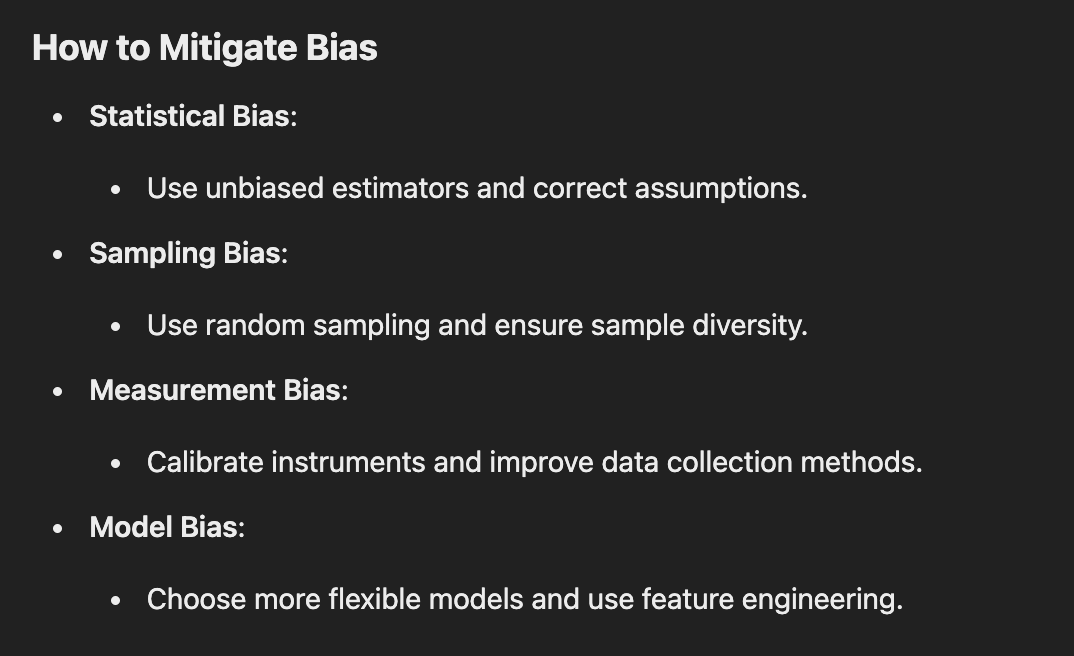 How to Mitigate Bias
• Statistical Bias:
• Use unbiased estimators and correct assumptions.
• Sampling Bias:
• Use random sampling and ensure sample diversity.
• Measurement Bias:
• Calibrate instruments and improve data collection methods.
• Model Bias:
• Choose more flexible models and use feature engineering.